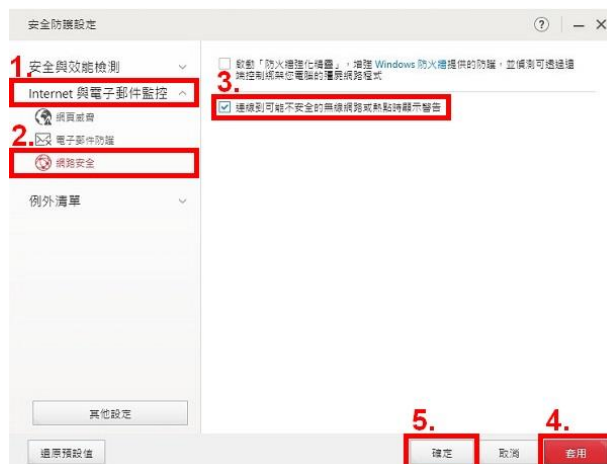 安全防護設定
?
1.
安全與效能檢測
Internet 與電子郵件監控
網頁威脅
2.
電子郵件防護
網路安全
例外清單
啟動「防火牆強化精靈」，增強 Windows 防火牆提供的防護，並偵測可透過遠
端控制綁架您電腦的殭屍網路程式
3.
連線到可能不安全的無線網路或熱點時顯示警告
其他設定
5.
4.
還原預設值
確定
取消
套用